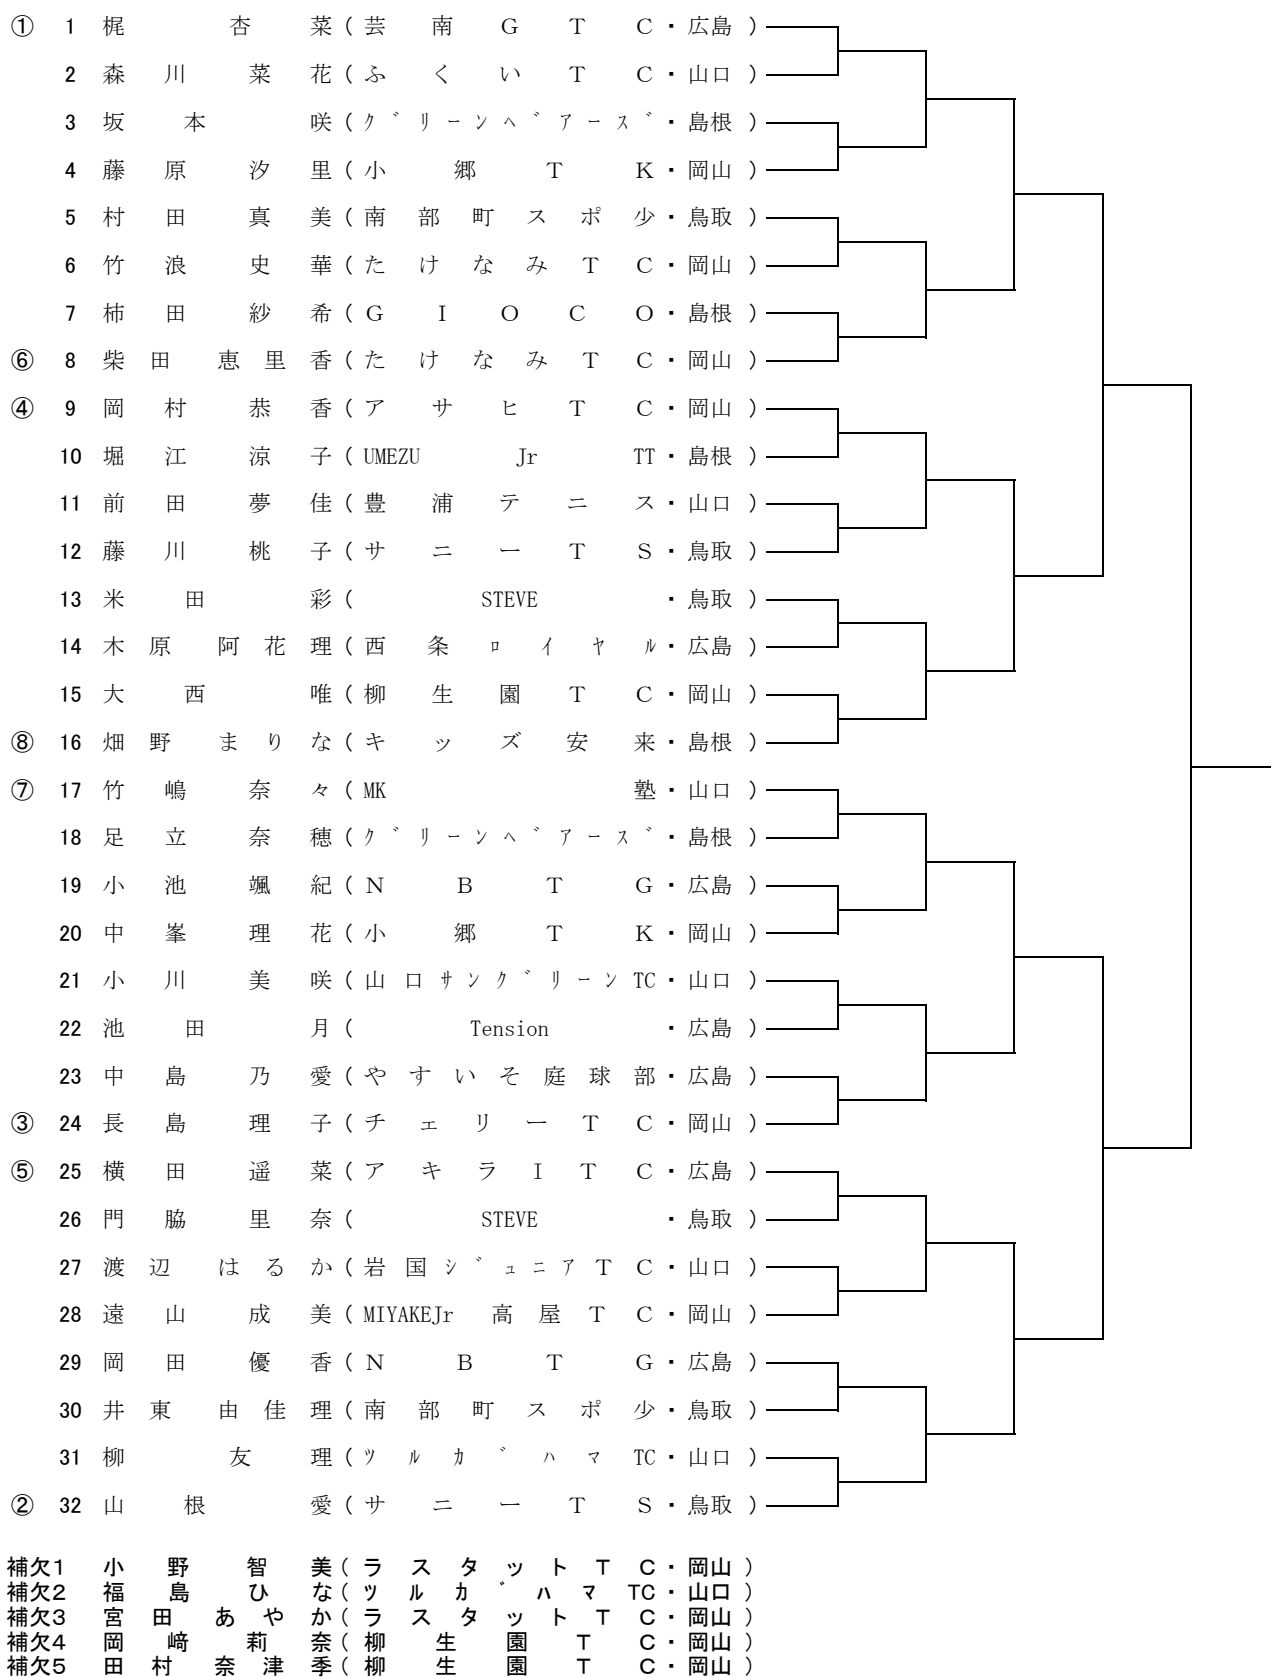 ① 1 梶 杏 菜 ( 芸 南 G T C ・ 広島 )
2 森 川 菜 花 ( ふ く い T C ・ 山口 )
3 坂 本 咲 ( ｸﾞﾘｰﾝﾍﾞｱｰｽﾞ ・ 島根 )
4 藤 原 汐 里 ( 小 郷 T K ・ 岡山 )
5 村 田 真 美 ( 南 部 町 ス ポ 少 ・ 鳥取 )
6 竹 浪 史 華 ( た け な み T C ・ 岡山 )
7 柿 田 紗 希 ( G I O C O ・ 島根 )
⑥ 8 柴 田 恵 里 香 ( た け な み T C ・ 岡山 )
④ 9 岡 村 恭 香 ( ア サ ヒ T C ・ 岡山 )
10 堀 江 涼 子 ( UMEZU Jr TT ・ 島根 )
11 前 田 夢 佳 ( 豊 浦 テ ニ ス ・ 山口 )
12 藤 川 桃 子 ( サ ニ ー T S ・ 鳥取 )
13 米 田 彩 ( STEVE ・ 鳥取 )
14 木 原 阿 花 理 ( 西 条 ﾛ ｲ ﾔ ﾙ ・ 広島 )
15 大 西 唯 ( 柳 生 園 T C ・ 岡山 )
⑧ 16 畑 野 ま り な ( キ ッ ズ 安 来 ・ 島根 )
⑦ 17 竹 嶋 奈 々 ( MK 塾 ・ 山口 )
18 足 立 奈 穂 ( ｸﾞﾘｰﾝﾍﾞｱｰｽﾞ ・ 島根 )
19 小 池 颯 紀 ( N B T G ・ 広島 )
20 中 峯 理 花 ( 小 郷 T K ・ 岡山 )
21 小 川 美 咲 ( 山 口 ｻﾝｸﾞﾘｰﾝ TC ・ 山口 )
22 池 田 月 ( Tension ・ 広島 )
23 中 島 乃 愛 ( や す い そ 庭 球 部 ・ 広島 )
③ 24 長 島 理 子 ( チ ェ リ ー T C ・ 岡山 )
⑤ 25 横 田 遥 菜 ( ア キ ラ I T C ・ 広島 )
26 門 脇 里 奈 ( STEVE ・ 鳥取 )
27 渡 辺 は る か ( 岩 国 ｼﾞｭﾆｱ T C ・ 山口 )
28 遠 山 成 美 ( MIYAKEJr 高 屋 T C ・ 岡山 )
29 岡 田 優 香 ( N B T G ・ 広島 )
30 井 東 由 佳 理 ( 南 部 町 ス ポ 少 ・ 鳥取 )
31 柳 友 理 ( ﾂ ﾙ ｶ ﾞ ﾊ ﾏ TC ・ 山口 )
② 32 山 根 愛 ( サ ニ ー T S ・ 鳥取 )
補欠1 小 野 智 美 ( ラ ス タ ッ ト T C ・ 岡山 )
補欠2 福 島 ひ な ( ﾂ ﾙ ｶ ﾞ ﾊ ﾏ TC ・ 山口 )
補欠3 宮 田 あ や か ( ラ ス タ ッ ト T C ・ 岡山 )
補欠4 岡 﨑 莉 奈 ( 柳 生 園 T C ・ 岡山 )
補欠5 田 村 奈 津 季 ( 柳 生 園 T C ・ 岡山 )